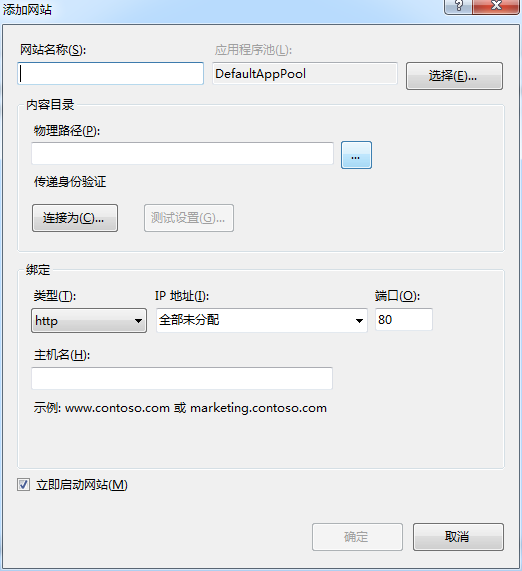 添加网站
网站名称(S):
应用程序池(L):
DefaultAppPool
选择(E)...
内容目录
物理路径(P):
...
传递身份验证
连接为(C)...
测试设置(G)...
绑定
类型(T):
IP 地址(I):
端口(O):
http
全部未分配
80
主机名(H):
示例: www.contoso.com 或 marketing.contoso.com
立即启动网站(M)
确定
取消